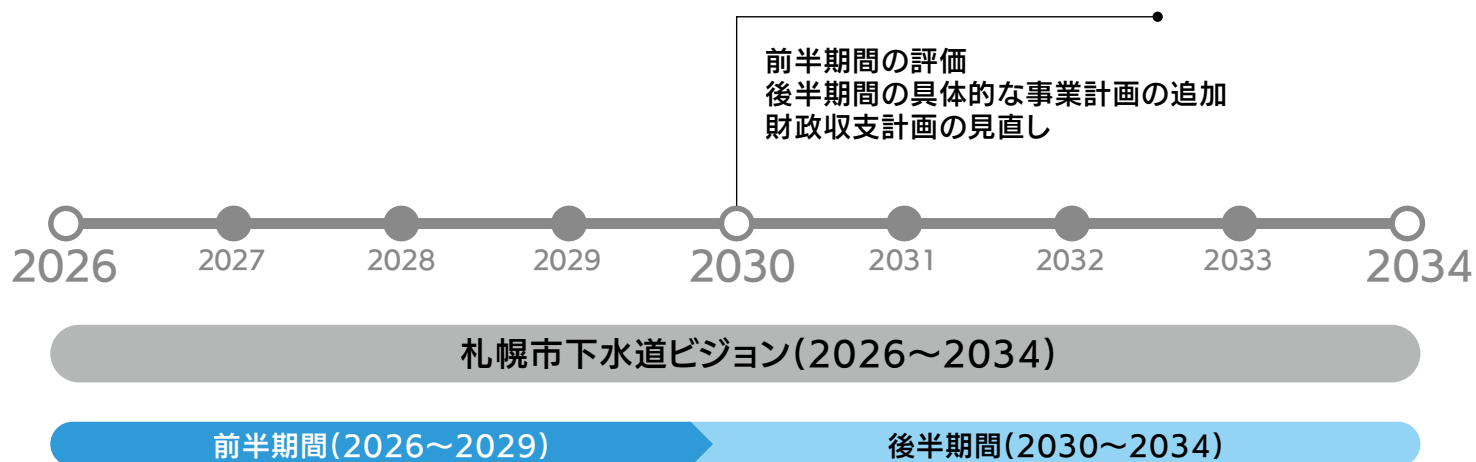 前半期間の評価
後半期間の具体的な事業計画の追加
財政収支計画の見直し
2026
2027
2028
2029
2030
2031
2032
2033
2034
札幌市下水道ビジョン(2026～2034)
前半期間(2026～2029)
後半期間(2030～2034)